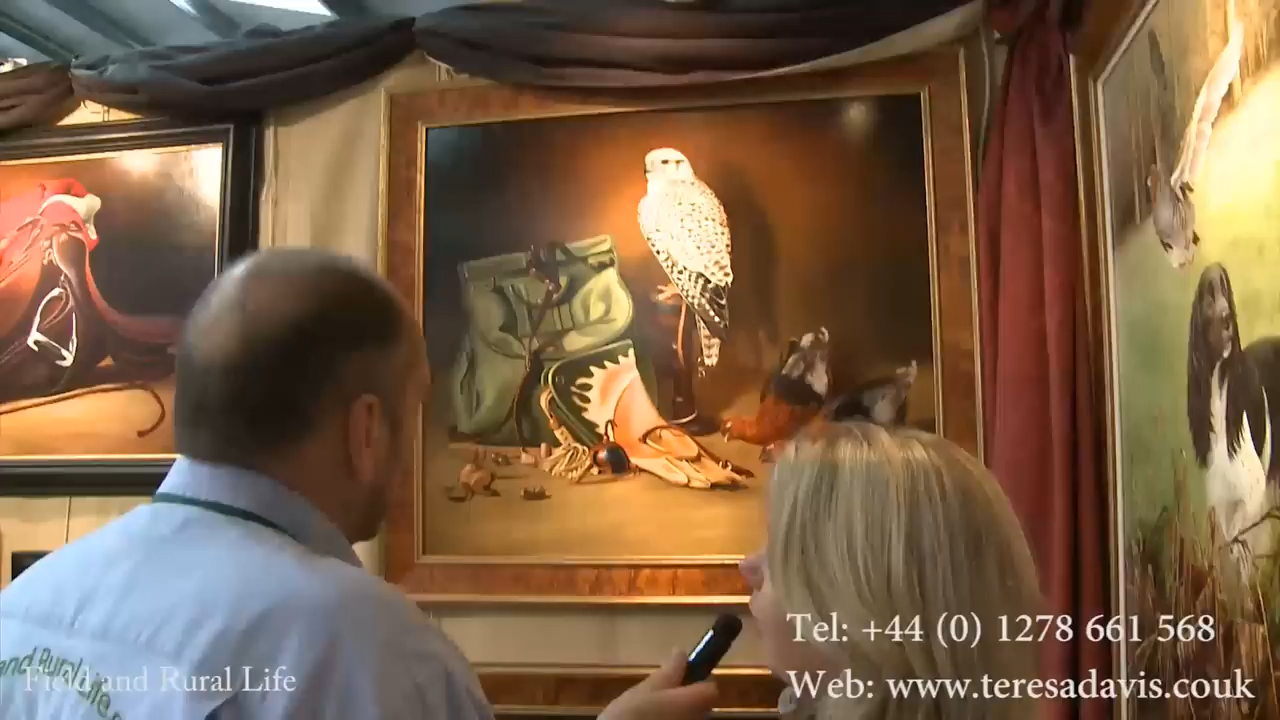 Tel: +44 (0) 1278 661 568
Web: www.teresadavis.co.uk
Field and Rural Life